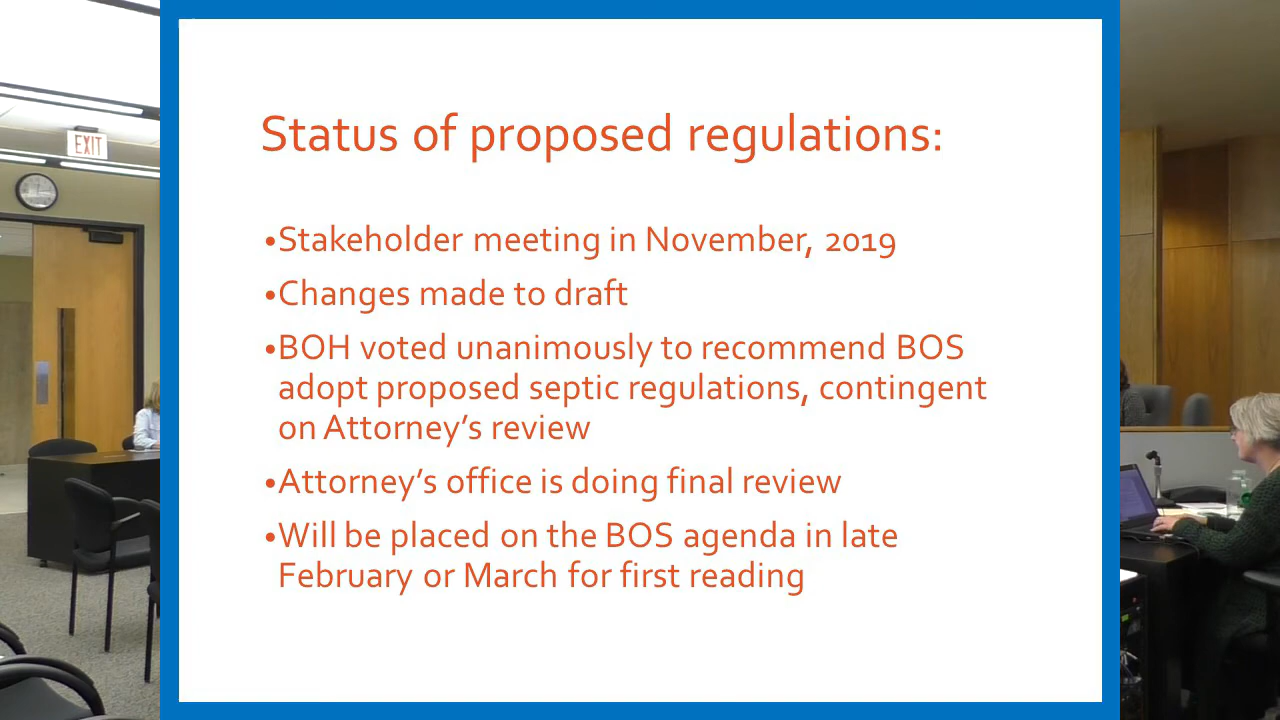 EXIT
Status of proposed regulations:
•Stakeholder meeting in November, 2019
•Changes made to draft
•BOH voted unanimously to recommend BOS
adopt proposed septic regulations, contingent
on Attorney's review
•Attorney's office is doing final review
•Will be placed on the BOS agenda in late
February or March for first reading